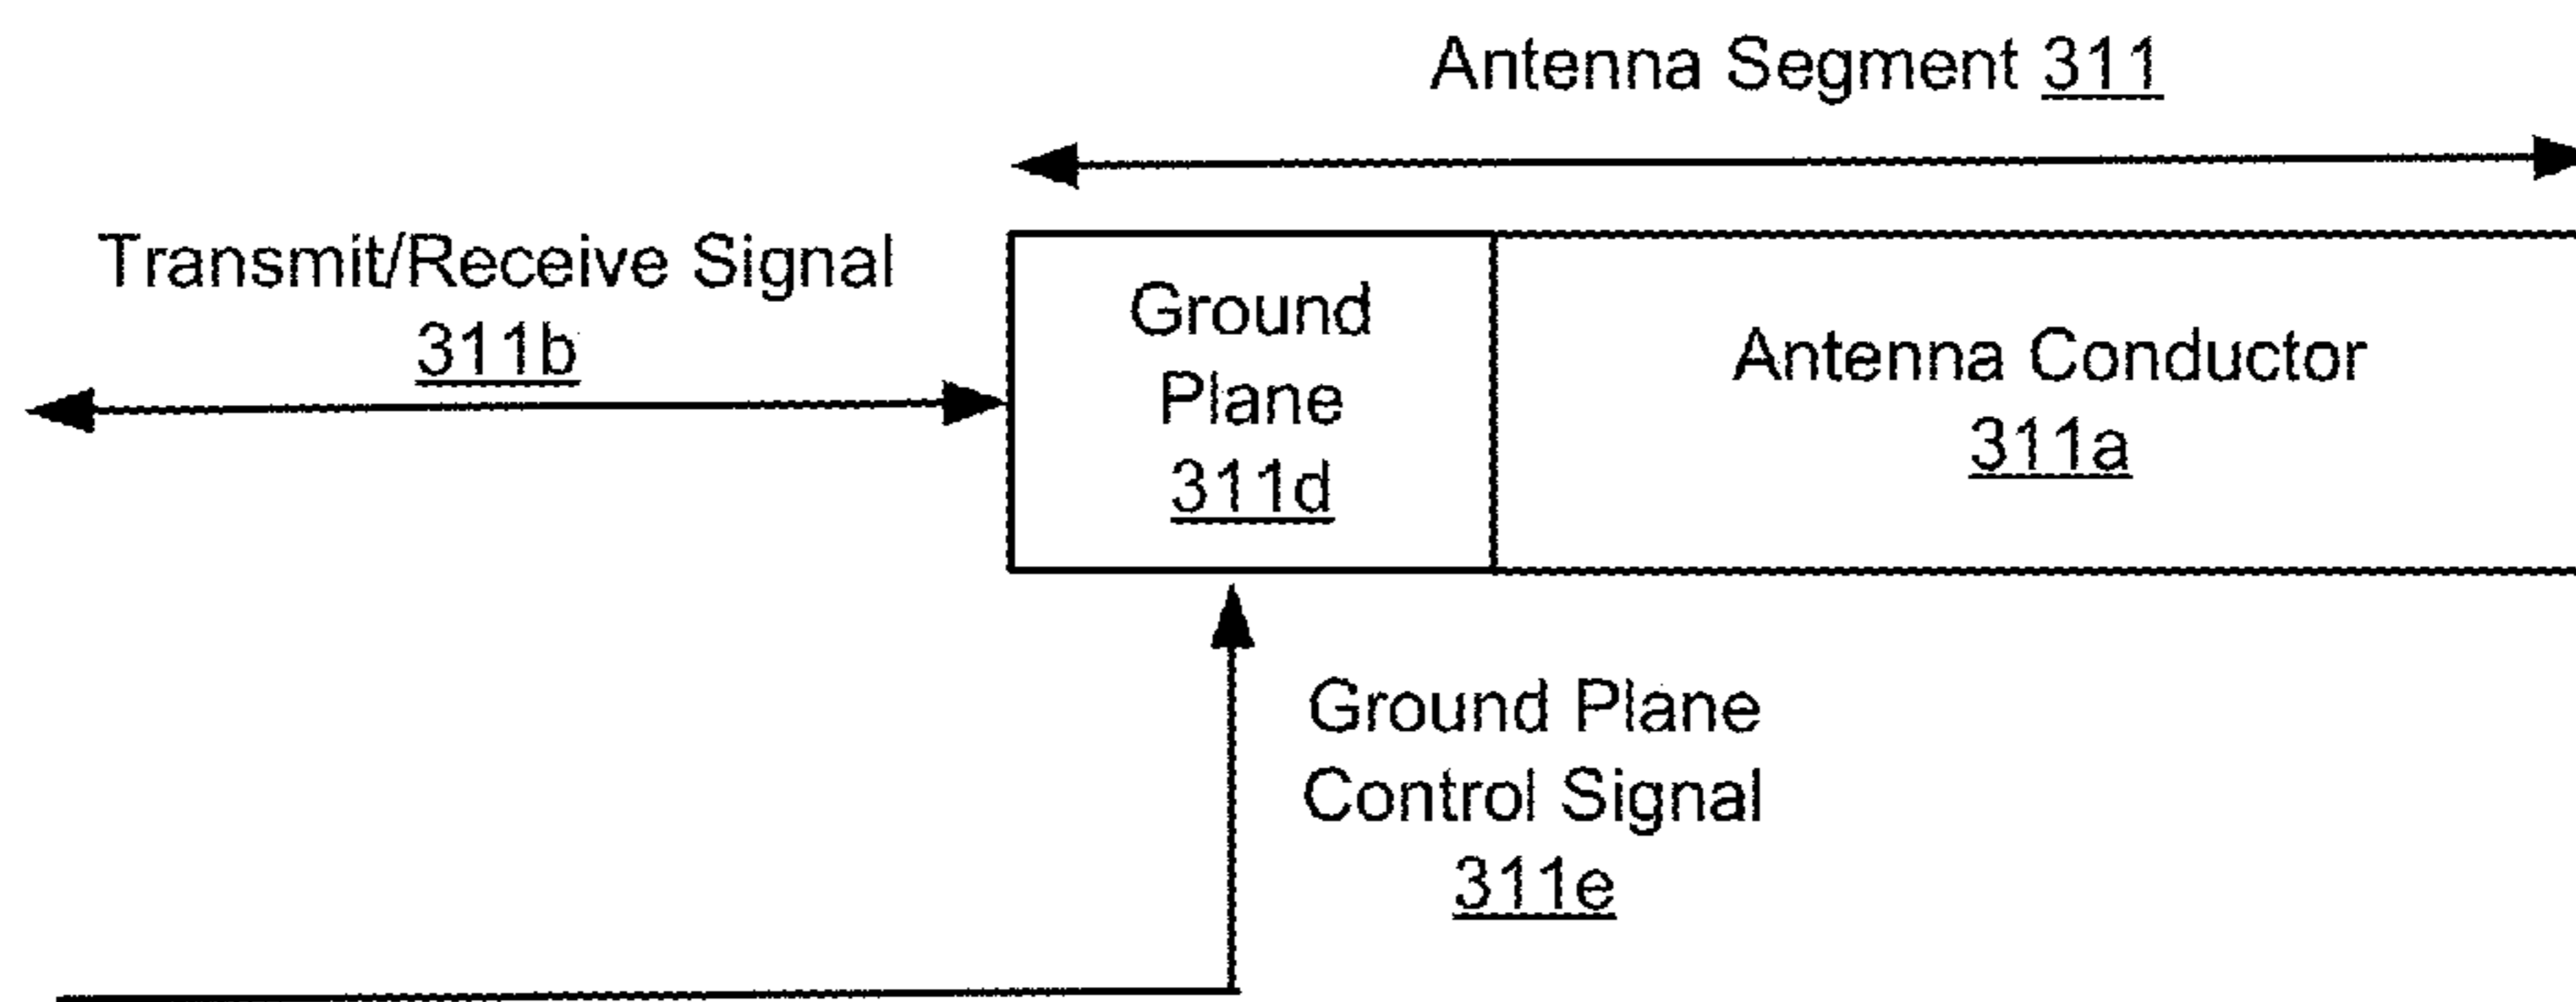 Antenna Segment 311
Transmit/Receive Signal
311b
Ground
Plane
311d
Antenna Conductor
311a
Ground Plane
Control Signal
311e